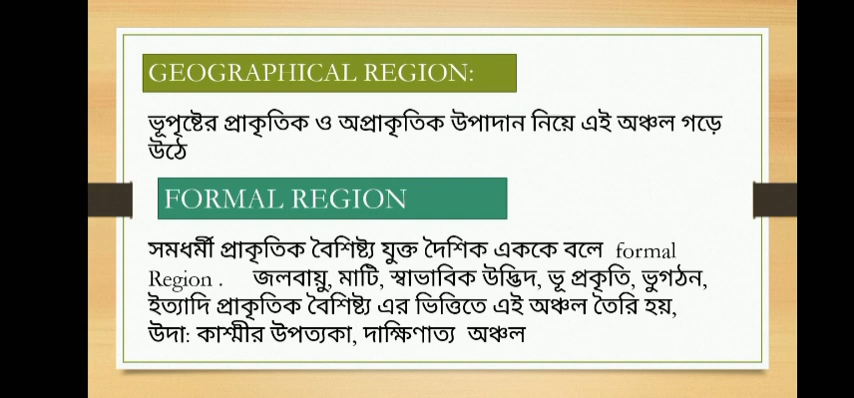 GEOGRAPHICAL REGION:
ভূপৃষ্টের প্রাকৃতিক ও অপ্রাকৃতিক উপাদান নিয়ে এই অঞ্চল গড়ে
উঠে
FORMAL REGION
সমধর্মী প্রাকৃতিক বৈশিষ্ট্য যুক্ত দৈশিক একককে বলে formal
Region . জলবায়ু, মাটি, স্বাভাবিক উদ্ভিদ, ভূ প্রকৃতি, ভুগঠন,
ইত্যাদি প্রাকৃতিক বৈশিষ্ট্য এর ভিত্তিতে এই অঞ্চল তৈরি হয়,
উদা: কাশ্মীর উপত্যকা, দাক্ষিণাত্য অঞ্চল